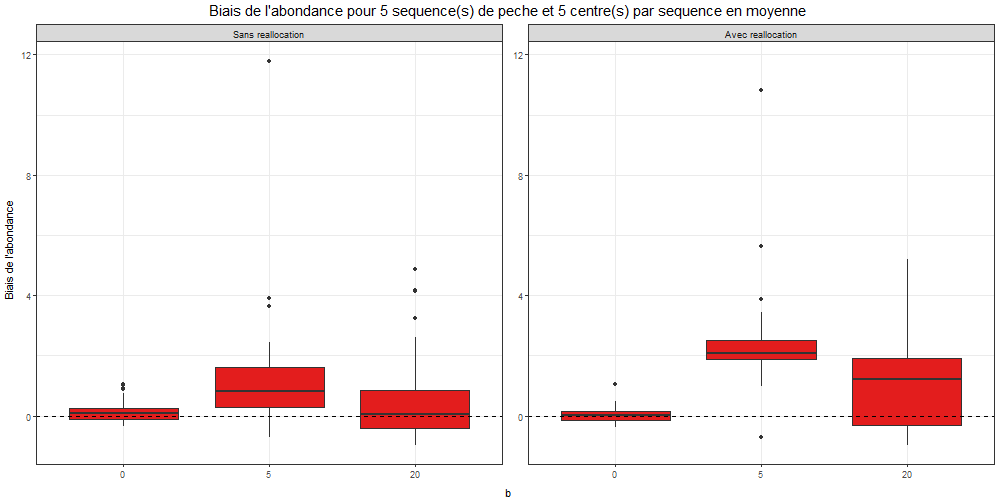 Biais de l'abondance pour 5 sequence(s) de peche et 5 centre(s) par sequence en moyenne
Sans reallocation
Avec reallocation
Biais de l'abondance
12
8
4
0
12
8
4
0
0 5 20
0 5 20
b